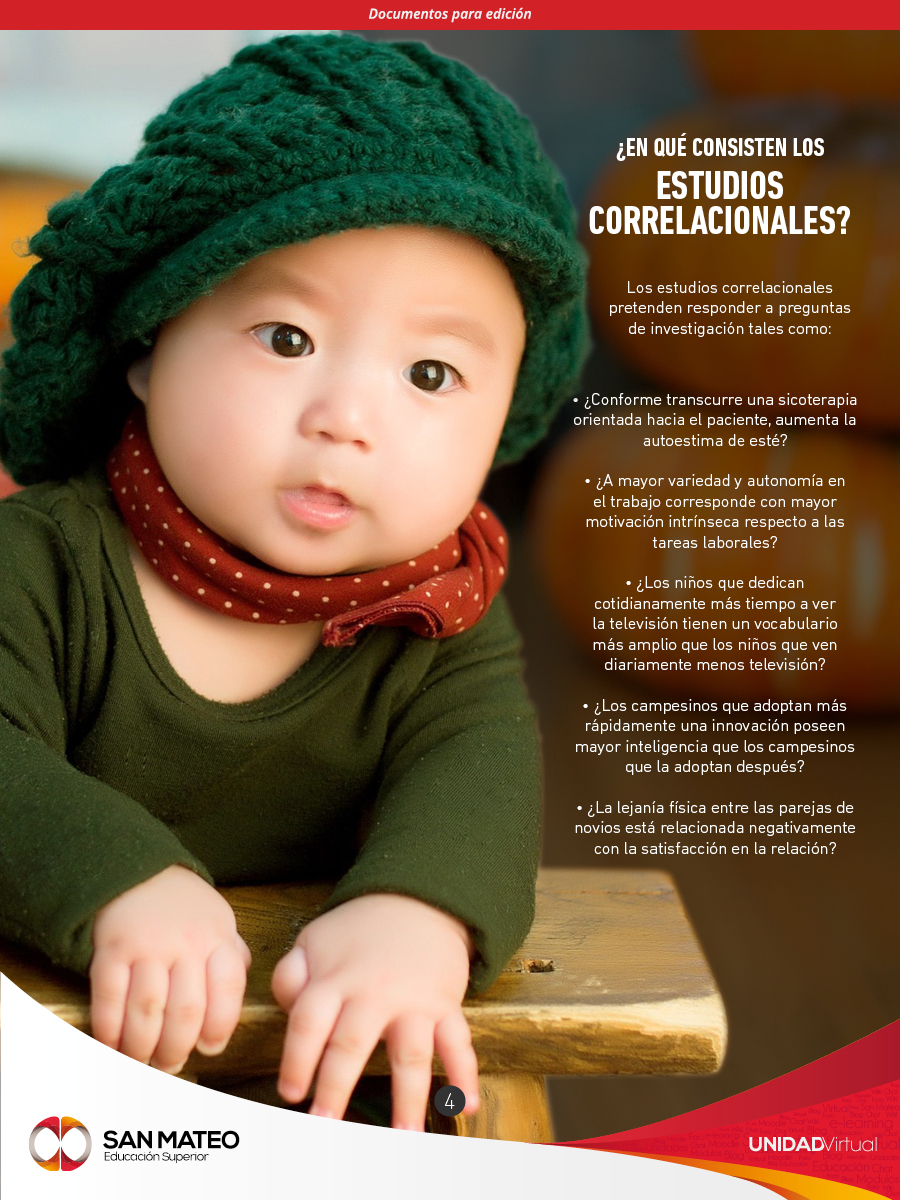 Documentos para edición
¿EN QUÉ CONSISTEN LOS
ESTUDIOS
CORRELACIONALES?
Los estudios correlacionales
pretenden responder a preguntas
de investigación tales como:
• ¿Conforme transcurre una sicoterapia
orientada hacia el paciente, aumenta la
autoestima de esté?
• ¿A mayor variedad y autonomía en
el trabajo corresponde con mayor
motivación intrínseca respecto a las
tareas laborales?
• ¿Los niños que dedican
cotidianamente más tiempo a ver
la televisión tienen un vocabulario
más amplio que los niños que ven
diariamente menos televisión?
• ¿Los campesinos que adoptan más
rápidamente una innovación poseen
mayor inteligencia que los campesinos
que la adoptan después?
• ¿La lejanía física entre las parejas de
novios está relacionada negativamente
con la satisfacción en la relación?
4
SAN MATEO
Educación Superior
UNIDADVirtual